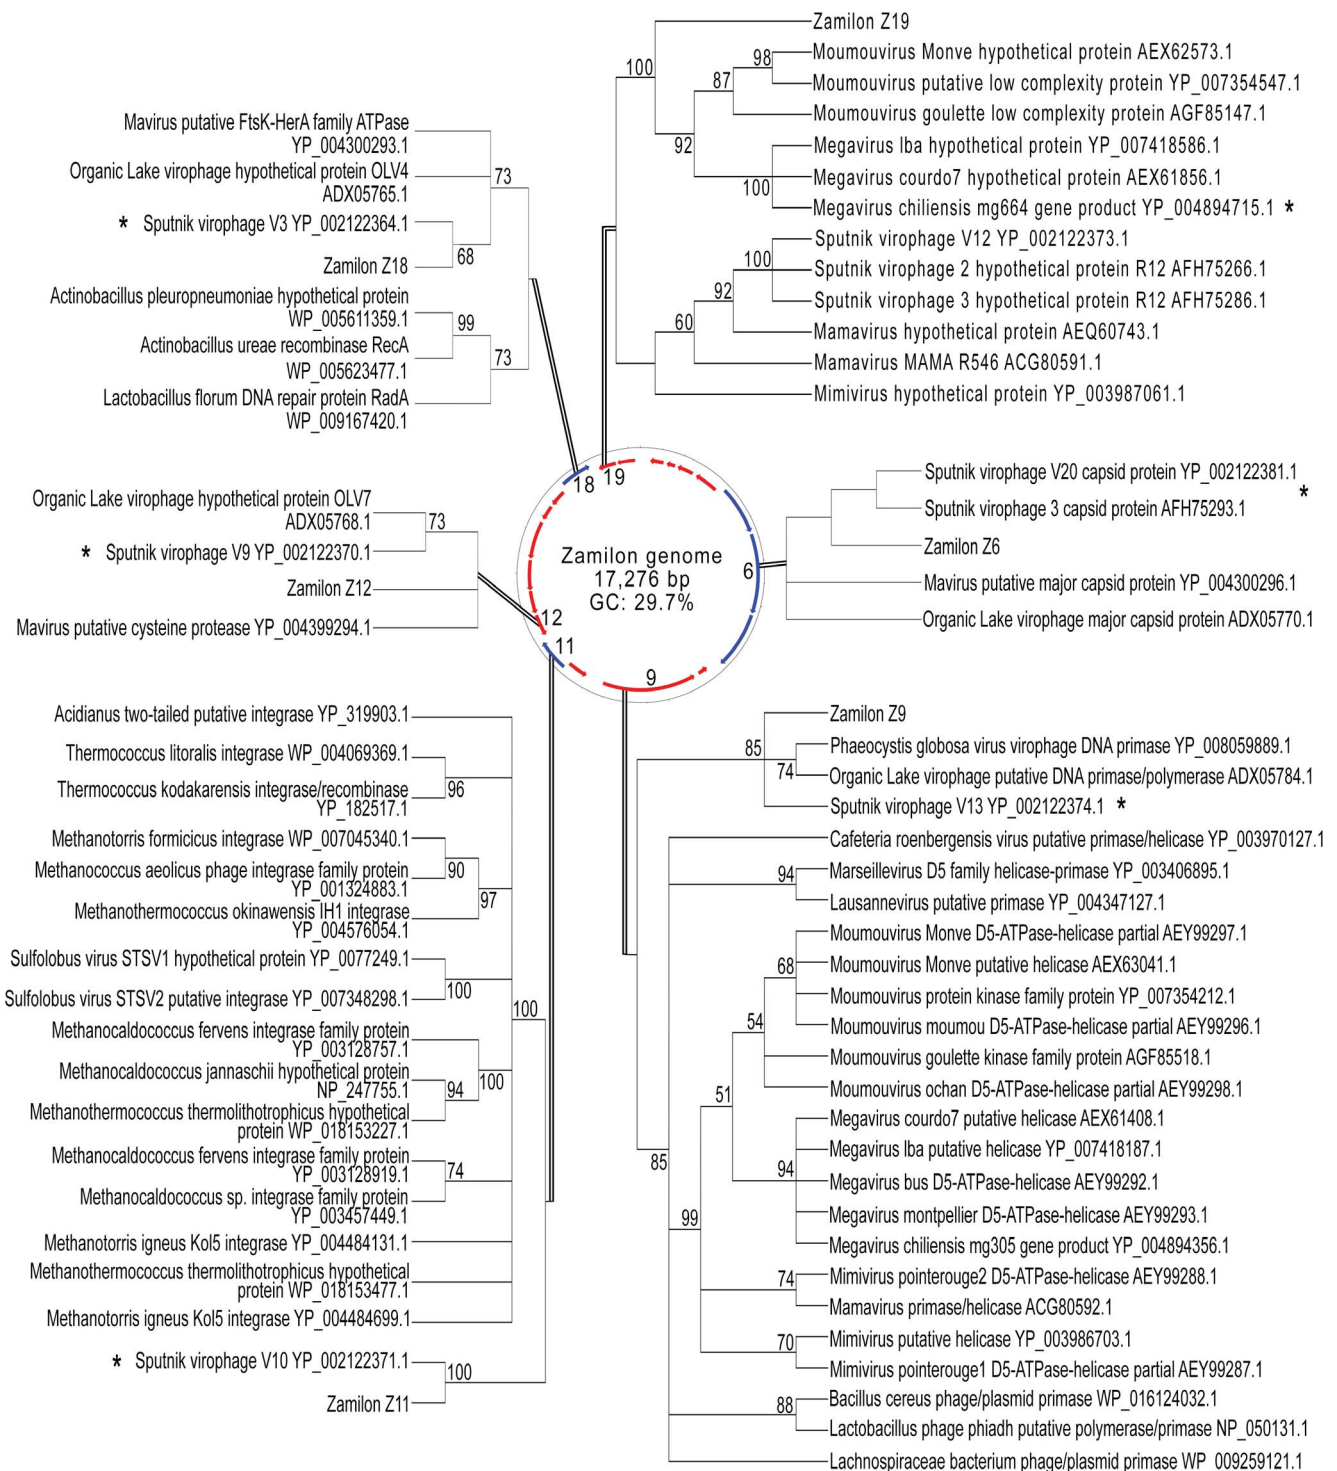 Mavirus putative FtsK-HerA family ATPase
YP_004300293.1
Organic Lake virophage hypothetical protein OLV4
ADX05765.1
* Sputnik virophage V3 YP_002122364.1
Zamilon Z18
Actinobacillus pleuropneumoniae hypothetical protein
WP_005611359.1
Actinobacillus ureae recombinase RecA
WP_005623477.1
Lactobacillus florum DNA repair protein RadA
WP_009167420.1
73
68
99
73
Zamilon Z19
Moumouvirus Monve hypothetical protein AEX62573.1
Moumouvirus putative low complexity protein YP_007354547.1
Moumouvirus goulette low complexity protein AGF85147.1
Megavirus lba hypothetical protein YP_007418586.1
Megavirus courdo7 hypothetical protein AEX61856.1
Megavirus chiliensis mg664 gene product YP_004894715.1 *
Sputnik virophage V12 YP_002122373.1
Sputnik virophage 2 hypothetical protein R12 AFH75266.1
Sputnik virophage 3 hypothetical protein R12 AFH75286.1
Mamavirus hypothetical protein AEQ60743.1
Mamavirus MAMA R546 ACG80591.1
Mimivirus hypothetical protein YP_003987061.1
100
98
87
92
100
100
92
60
Organic Lake virophage hypothetical protein OLV7
ADX05768.1
* Sputnik virophage V9 YP_002122370.1
Zamilon Z12
Mavirus putative cysteine protease YP_004399294.1
73
18
19
Zamilon genome
17,276 bp
GC: 29.7%
6
12
11
9
Sputnik virophage V20 capsid protein YP_002122381.1
*
Sputnik virophage 3 capsid protein AFH75293.1
Zamilon Z6
Mavirus putative major capsid protein YP_004300296.1
Organic Lake virophage major capsid protein ADX05770.1
Acidianus two-tailed putative integrase YP_319903.1
Thermococcus litoralis integrase WP_004069369.1
Thermococcus kodakarensis integrase/recombinase
YP_182517.1
Methanotorris formicicus integrase WP_007045340.1
Methanococcus aeolicus phage integrase family protein
YP_001324883.1
Methanothermococcus okinawensis IH1 integrase
YP_004576054.1
Sulfolobus virus STSV1 hypothetical protein YP_0077249.1
Sulfolobus virus STSV2 putative integrase YP_007348298.1
Methanocaldococcus fervens integrase family protein
YP_003128757.1
Methanocaldococcus jannaschii hypothetical protein
NP_247755.1
Methanothermococcus thermolithotrophicus hypothetical
protein WP_018153227.1
Methanocaldococcus fervens integrase family protein
YP_003128919.1
Methanocaldococcus sp. integrase family protein
YP_003457449.1
Methanotorris igneus Kol5 integrase YP_004484131.1
Methanothermococcus thermolithotrophicus hypothetical
protein WP_018153477.1
Methanotorris igneus Kol5 integrase YP_004484699.1
* Sputnik virophage V10 YP_002122371.1
Zamilon Z11
96
90
97
100
100
94
100
74
100
Zamilon Z9
Phaeocystis globosa virus virophage DNA primase YP_008059889.1
Organic Lake virophage putative DNA primase/polymerase ADX05784.1
Sputnik virophage V13 YP_002122374.1 *
Cafeteria roenbergensis virus putative primase/helicase YP_003970127.1
Marseillevirus D5 family helicase-primase YP_003406895.1
Lausannevirus putative primase YP_004347127.1
Moumouvirus Monve D5-ATPase-helicase partial AEY99297.1
Moumouvirus Monve putative helicase AEX63041.1
Moumouvirus protein kinase family protein YP_007354212.1
Moumouvirus moumou D5-ATPase-helicase partial AEY99296.1
Moumouvirus goulette kinase family protein AGF85518.1
Moumouvirus ochan D5-ATPase-helicase partial AEY99298.1
Megavirus courdo7 putative helicase AEX61408.1
Megavirus lba putative helicase YP_007418187.1
Megavirus bus D5-ATPase-helicase AEY99292.1
Megavirus montpellier D5-ATPase-helicase AEY99293.1
Megavirus chiliensis mg305 gene product YP_004894356.1
Mimivirus pointerouge2 D5-ATPase-helicase AEY99288.1
Mamavirus primase/helicase ACG80592.1
Mimivirus putative helicase YP_003986703.1
Mimivirus pointerouge1 D5-ATPase-helicase partial AEY99287.1
Bacillus cereus phage/plasmid primase WP_016124032.1
Lactobacillus phage phiadh putative polymerase/primase NP_050131.1
Lachnospiraceae bacterium phage/plasmid primase WP_009259121.1
85
74
94
68
54
51
94
85
99
74
70
88